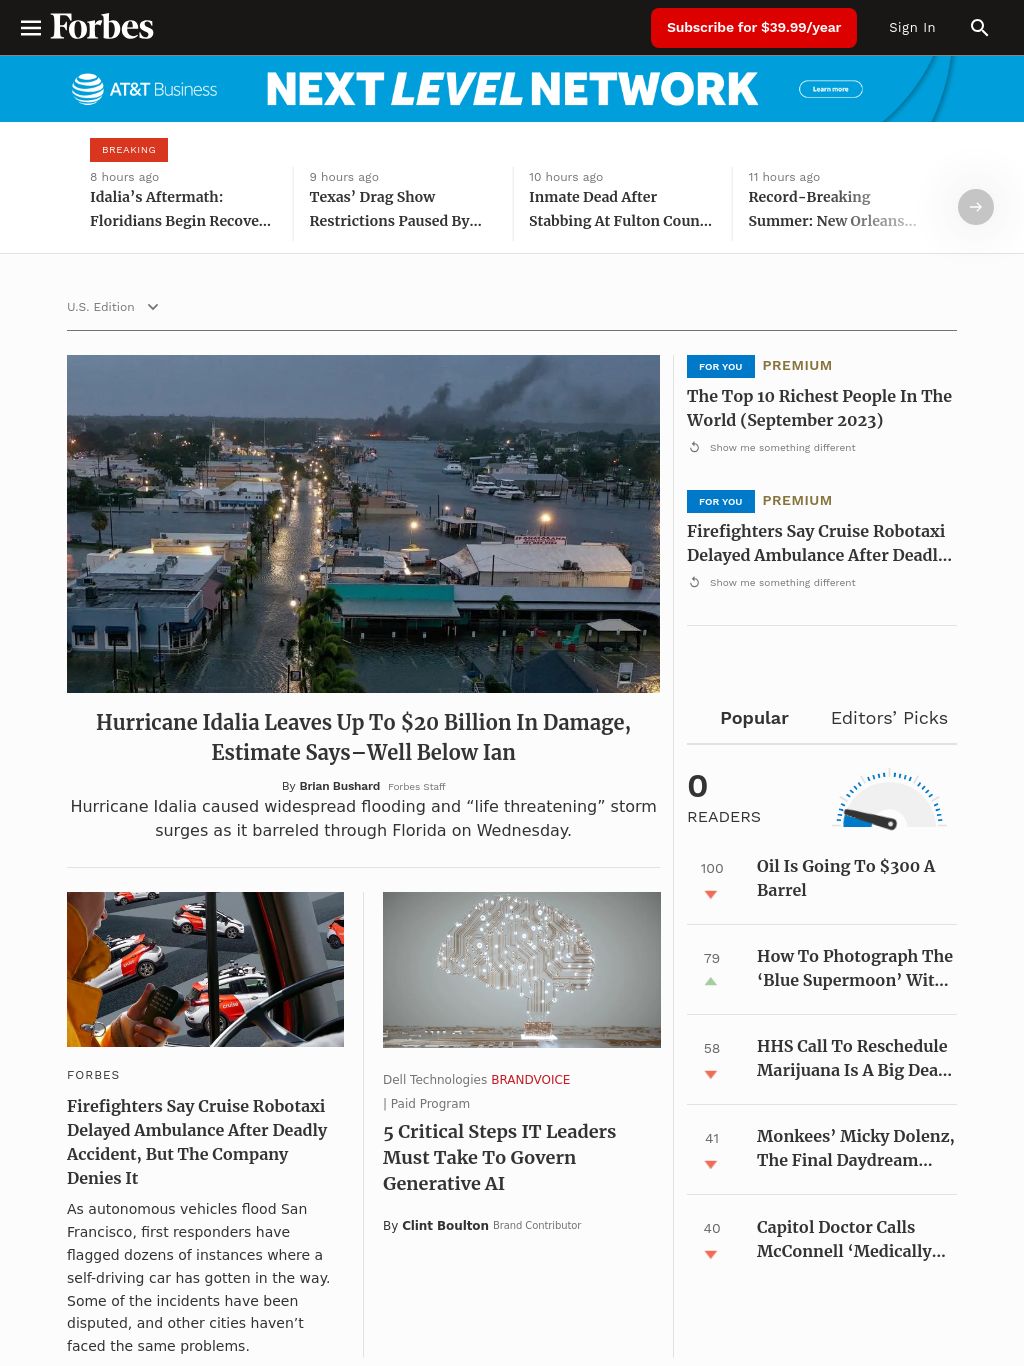 Forbes
Subscribe for $39.99/year
Sign In
AT&T Business
NEXT LEVEL NETWORK
Learn more
BREAKING
8 hours ago
Idalia’s Aftermath:
Floridians Begin Recove...
9 hours ago
Texas’ Drag Show
Restrictions Paused By...
10 hours ago
Inmate Dead After
Stabbing At Fulton Coun...
11 hours ago
Record-Breaking
Summer: New Orleans...
U.S. Edition
Hurricane Idalia Leaves Up To $20 Billion In Damage,
Estimate Says–Well Below Ian
By Brian Bushard Forbes Staff
Hurricane Idalia caused widespread flooding and “life threatening” storm
surges as it barreled through Florida on Wednesday.
FORBES
Firefighters Say Cruise Robotaxi
Delayed Ambulance After Deadly
Accident, But The Company
Denies It
As autonomous vehicles flood San
Francisco, first responders have
flagged dozens of instances where a
self-driving car has gotten in the way.
Some of the incidents have been
disputed, and other cities haven’t
faced the same problems.
Dell Technologies BRANDVOICE
| Paid Program
5 Critical Steps IT Leaders
Must Take To Govern
Generative AI
By Clint Boulton Brand Contributor
FOR YOU PREMIUM
The Top 10 Richest People In The
World (September 2023)
Show me something different
FOR YOU PREMIUM
Firefighters Say Cruise Robotaxi
Delayed Ambulance After Deadl...
Show me something different
Popular
Editors’ Picks
0
READERS
100
Oil Is Going To $300 A
Barrel
79
How To Photograph The
‘Blue Supermoon’ Wit...
58
HHS Call To Reschedule
Marijuana Is A Big Dea...
41
Monkees’ Micky Dolenz,
The Final Daydream...
40
Capitol Doctor Calls
McConnell ‘Medically...